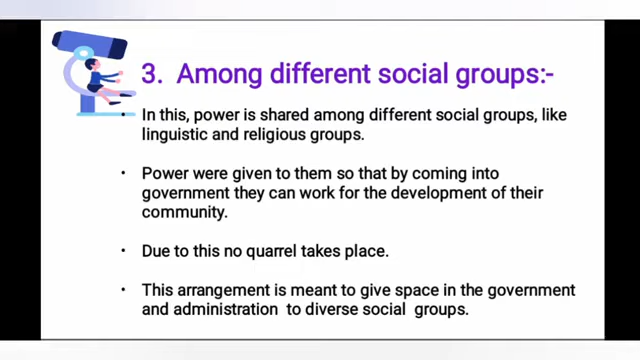 3. Among different social groups:-
• In this, power is shared among different social groups, like
linguistic and religious groups.
• Power were given to them so that by coming into
government they can work for the development of their
community.
• Due to this no quarrel takes place.
• This arrangement is meant to give space in the government
and administration to diverse social groups.